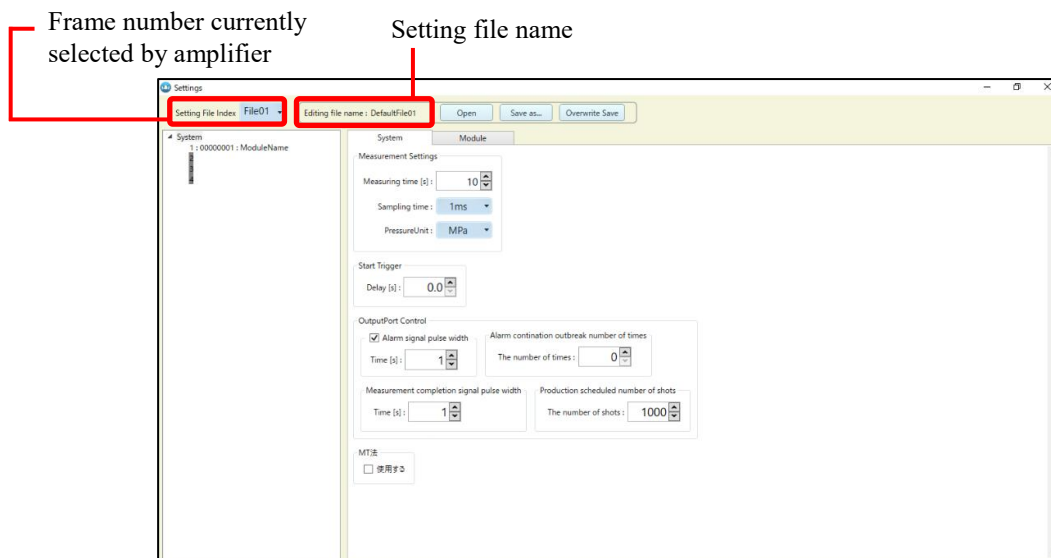 Frame number currently
selected by amplifier
Setting file name
Settings
Setting File Index File01
Editing file name : DefaultFile01
Open
Save as...
Overwrite Save
System
1 : 00000001 : ModuleName
2
3
4
System
Module
Measurement Settings
Measuring time [s] : 10
Sampling time : 1ms
PressureUnit : MPa
Start Trigger
Delay [s] : 0.0
OutputPort Control
Alarm signal pulse width
Time [s] : 1
Alarm contination outbreak number of times
The number of times : 0
Measurement completion signal pulse width
Time [s] : 1
Production scheduled number of shots
The number of shots : 1000
MT法
使用する